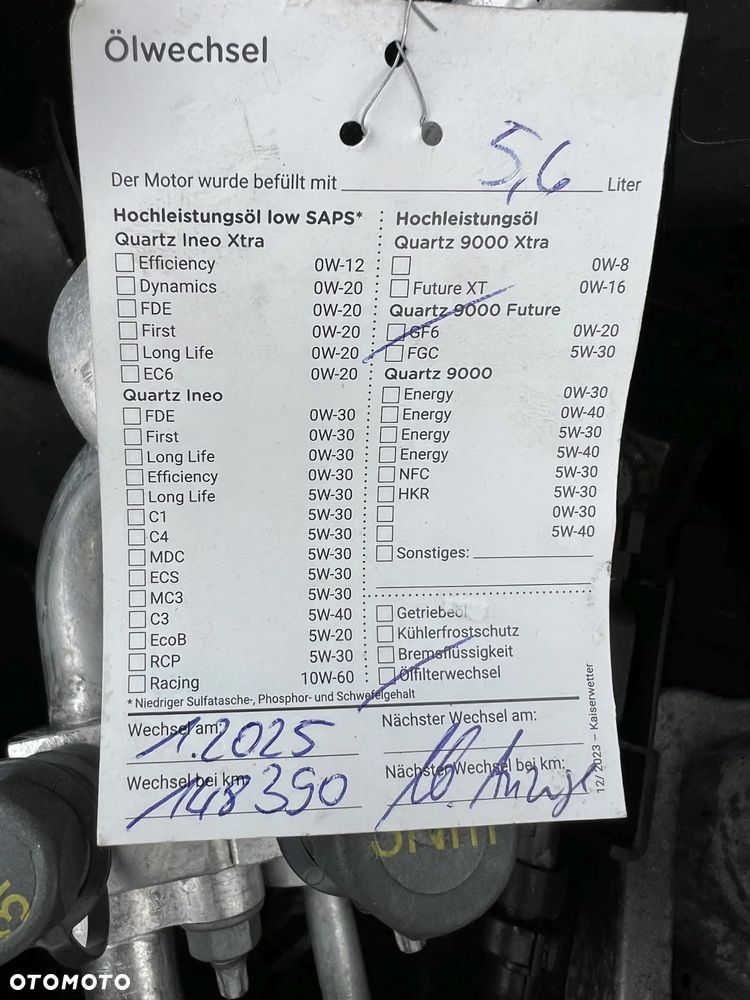 Ölwechsel
Der Motor wurde befüllt mit 5,6 Liter
Hochleistungsöl low SAPS*
Quartz Ineo Xtra
Efficiency 0W-12
Dynamics 0W-20
FDE 0W-20
First 0W-20
Long Life 0W-20
EC6 0W-20
Quartz Ineo
FDE 0W-30
First 0W-30
Long Life 0W-30
Efficiency 0W-30
Long Life 5W-30
C1 5W-30
C4 5W-30
MDC 5W-30
ECS 5W-30
MC3 5W-30
C3 5W-40
EcoB 5W-20
RCP 5W-30
Racing 10W-60
Hochleistungsöl
Quartz 9000 Xtra
0W-8
Future XT 0W-16
Quartz 9000 Future
GF6 0W-20
FGC 5W-30
Quartz 9000
Energy 0W-30
Energy 0W-40
Energy 5W-30
Energy 5W-40
NFC 5W-30
HKR 5W-30
0W-30
5W-40
Sonstiges:
Getriebeöl
Kühlerfrostschutz
Bremsflüssigkeit
Ölfilterwechsel
* Niedriger Sulfatasche-, Phosphor- und Schwefelgehalt
Wechsel am: 1.2025
Nächster Wechsel am:
Wechsel bei km: 148390
Nächster Wechsel bei km:
12/2023 – Kaiserwetter
OTOMOTO